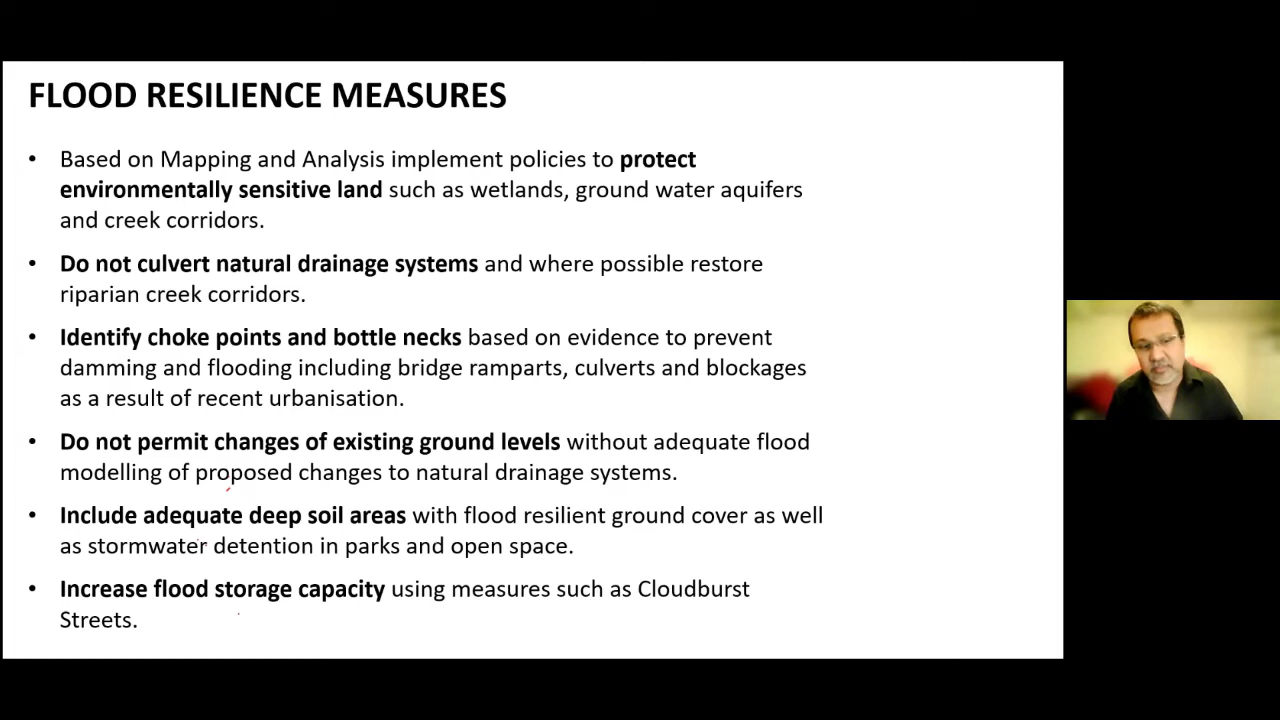 FLOOD RESILIENCE MEASURES
• Based on Mapping and Analysis implement policies to protect
environmentally sensitive land such as wetlands, ground water aquifers
and creek corridors.
• Do not culvert natural drainage systems and where possible restore
riparian creek corridors.
• Identify choke points and bottle necks based on evidence to prevent
damming and flooding including bridge ramparts, culverts and blockages
as a result of recent urbanisation.
• Do not permit changes of existing ground levels without adequate flood
modelling of proposed changes to natural drainage systems.
• Include adequate deep soil areas with flood resilient ground cover as well
as stormwater detention in parks and open space.
• Increase flood storage capacity using measures such as Cloudburst
Streets.